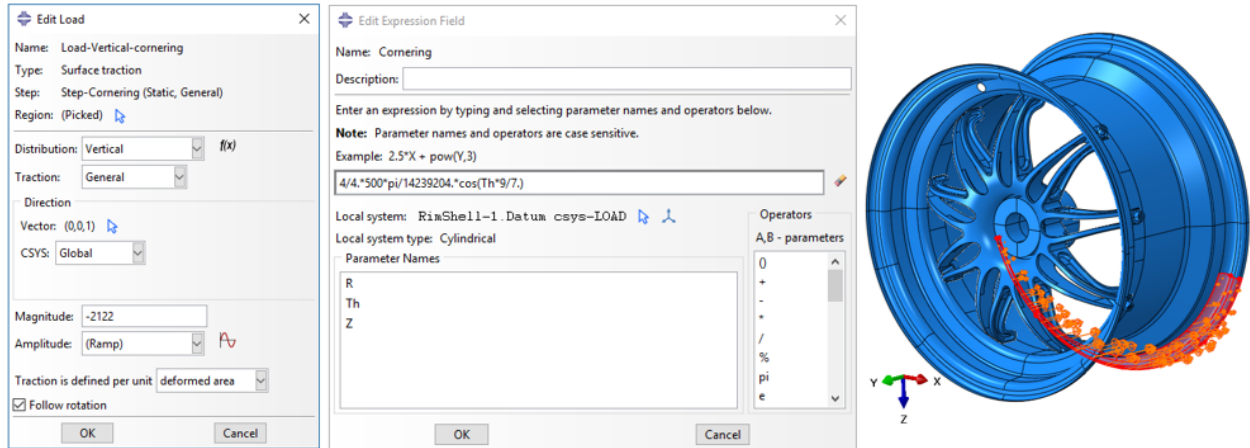 Edit Load
Name: Load-Vertical-cornering
Type: Surface traction
Step: Step-Cornering (Static, General)
Region: (Picked)
Distribution: Vertical f(x)
Traction: General
Direction
Vector: (0,0,1)
CSYS: Global
Magnitude: -2122
Amplitude: (Ramp)
Traction is defined per unit deformed area
Follow rotation
OK Cancel
Edit Expression Field
Name: Cornering
Description:
Enter an expression by typing and selecting parameter names and operators below.
Note: Parameter names and operators are case sensitive.
Example: 2.5*X + pow(Y,3)
4/4.*500*pi/14239204.*cos(Th*9/7.)
Local system: RimShell-1.Datum csys-LOAD
Local system type: Cylindrical
Parameter Names
R
Th
Z
Operators
A,B - parameters
()
+
-
*
/
%
pi
e
OK Cancel
Y X
Z